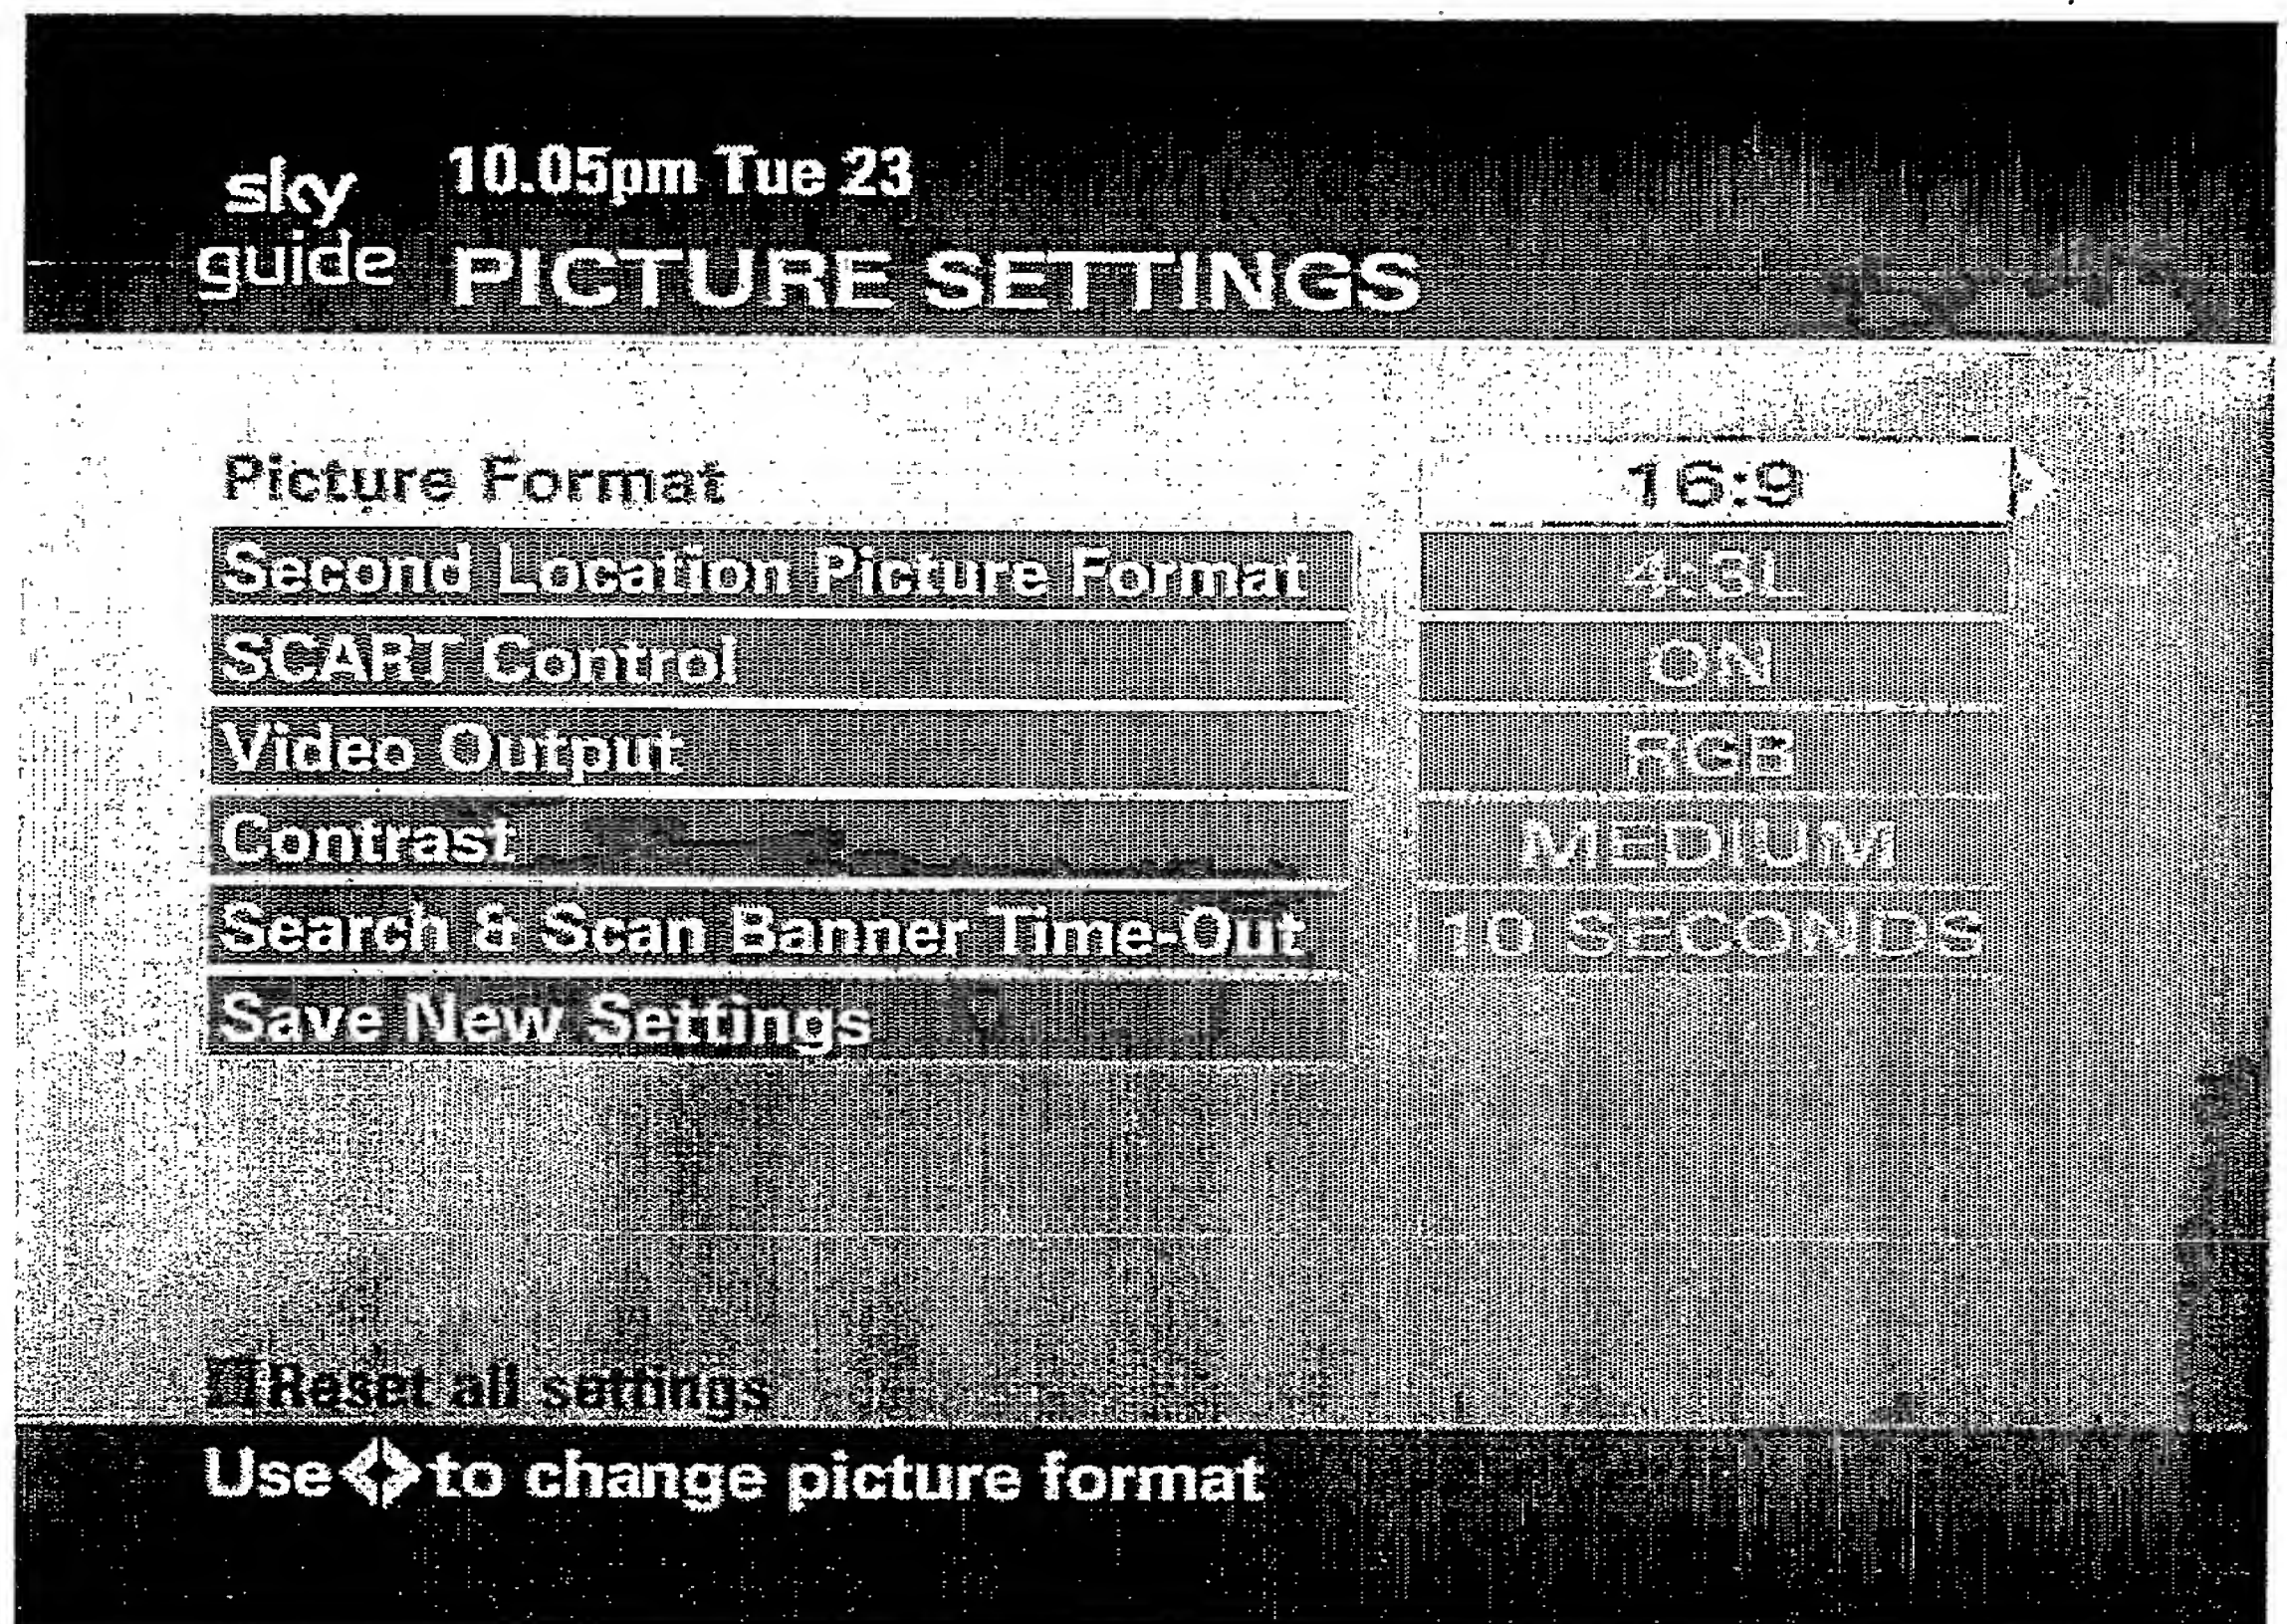 sky
guide
10.05pm Tue 23
PICTURE SETTINGS
Picture Format 16:9
Second Location Picture Format 4:3L
SCART Control ON
Video Output RGB
Contrast MEDIUM
Search & Scan Banner Time-Out 10 SECONDS
Save New Settings
Reset all settings
Use <> to change picture format